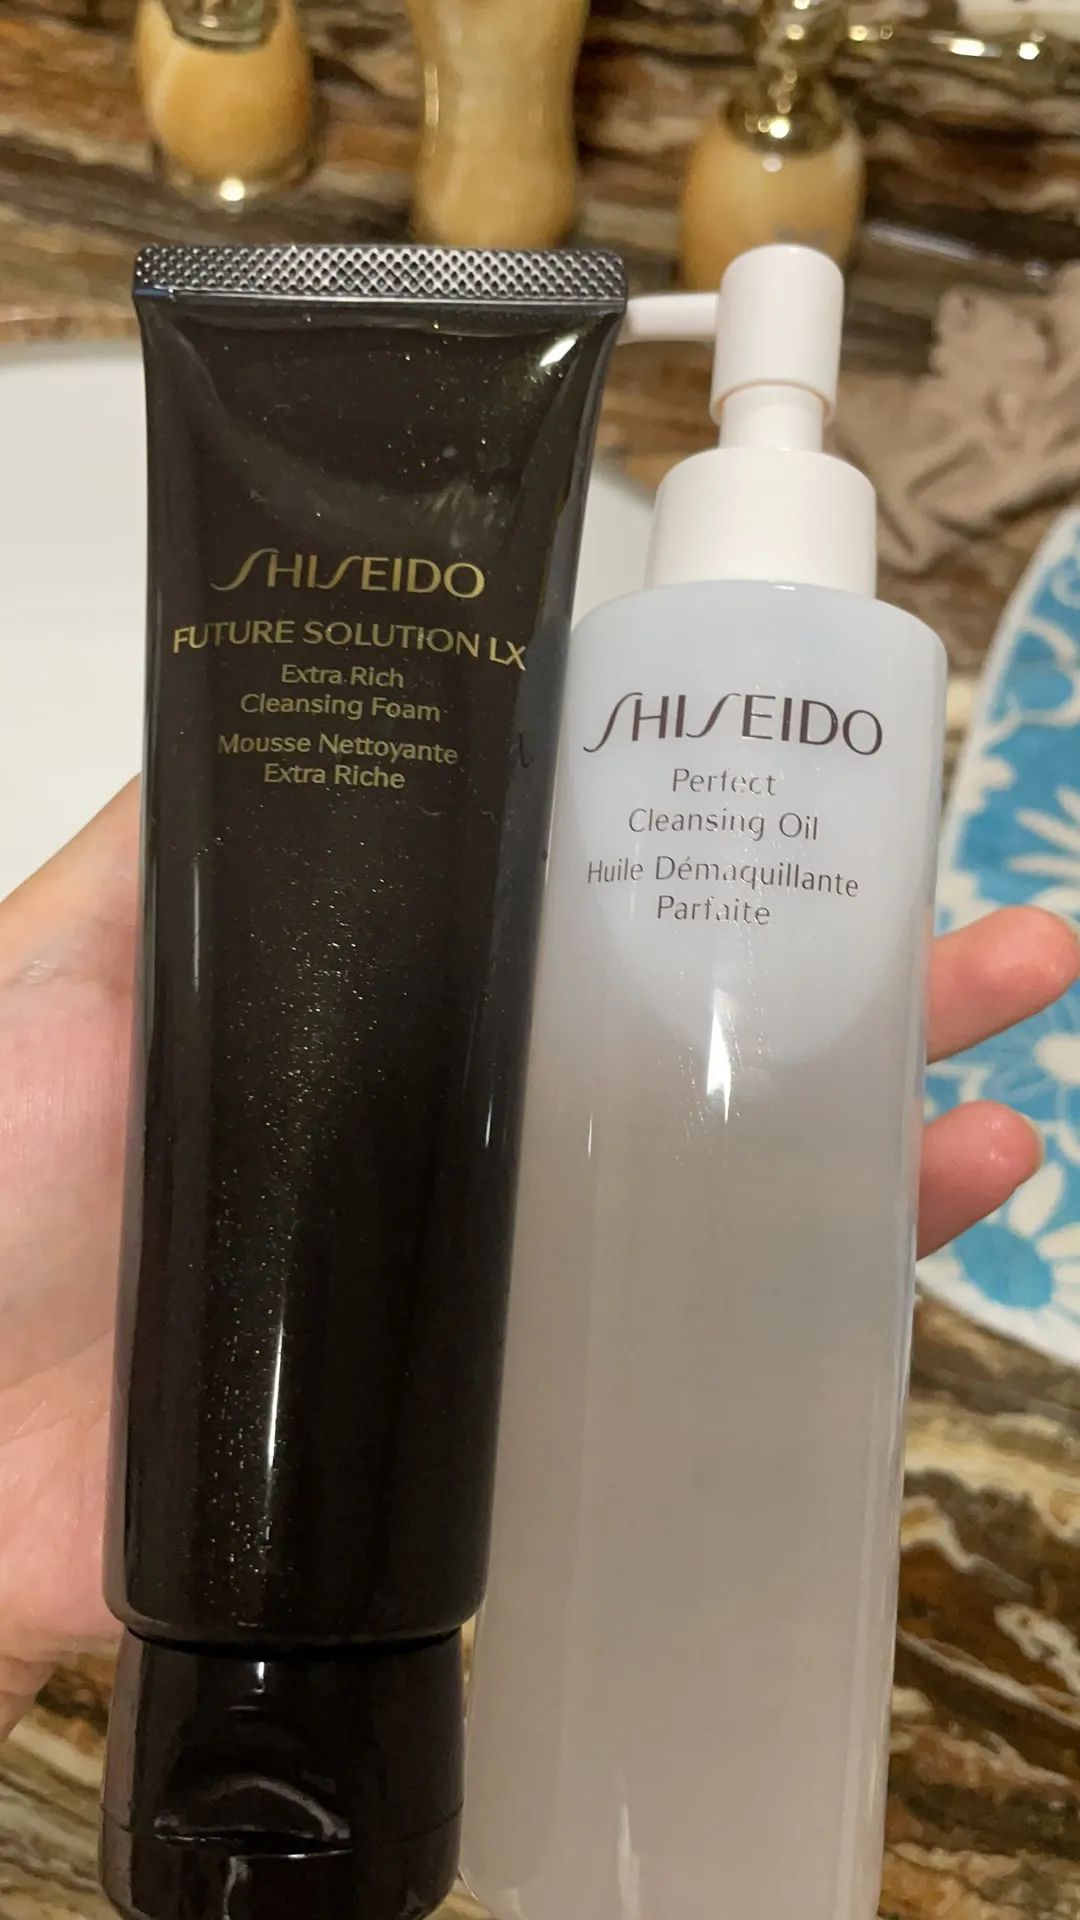 SHISEIDO
FUTURE SOLUTION LX
Extra Rich
Cleansing Foam
Mousse Nettoyante
Extra Riche
SHISEIDO
Perfect
Cleansing Oil
Huile Démaquillante
Parfaite